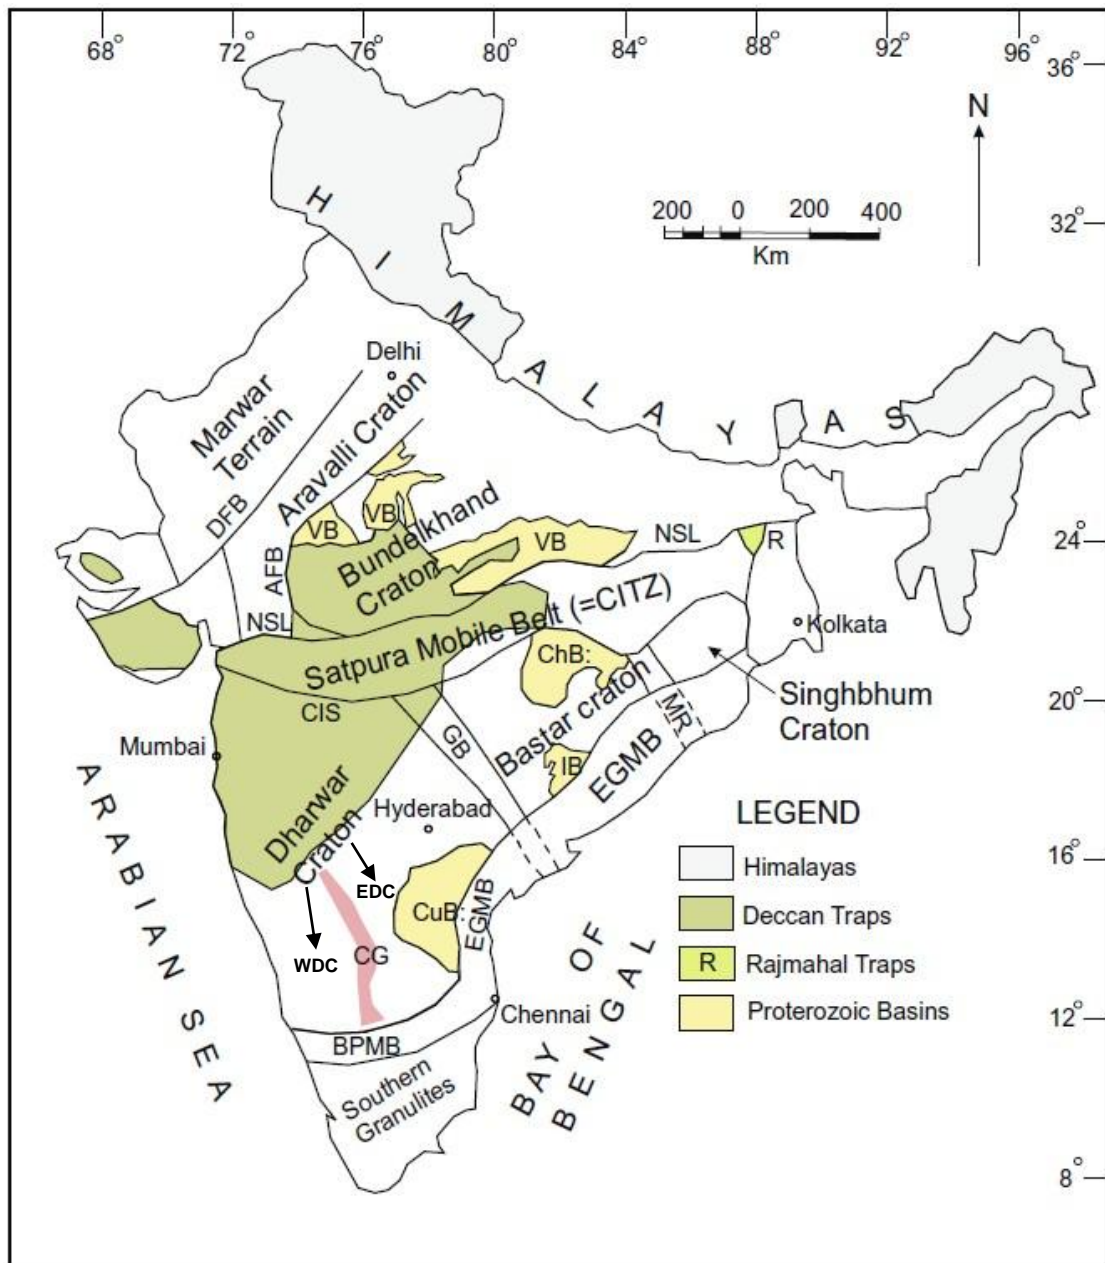 68° 72° 76° 80° 84° 88° 92° 96°
36°
32°
24°
20°
16°
12°
8°
N
200 0 200 400
Km
HIMALAYAS
Delhi
Marwar
Terrain
DFB
Aravalli Craton
VB
VB
VB
Bundelkhand
Craton
AFB
NSL
NSL
R
Kolkata
Satpura Mobile Belt (=CITZ)
CIS
ChB:
Bastar craton
MR
Singhbhum
Craton
GB
IB
EGMB
Mumbai
Dharwar
Craton
Hyderabad
EDC
WDC
CG
CuB:
EGMB
Chennai
BPMB
Southern
Granulites
ARABIAN SEA
BAY OF
BENGAL
LEGEND
Himalayas
Deccan Traps
R Rajmahal Traps
Proterozoic Basins